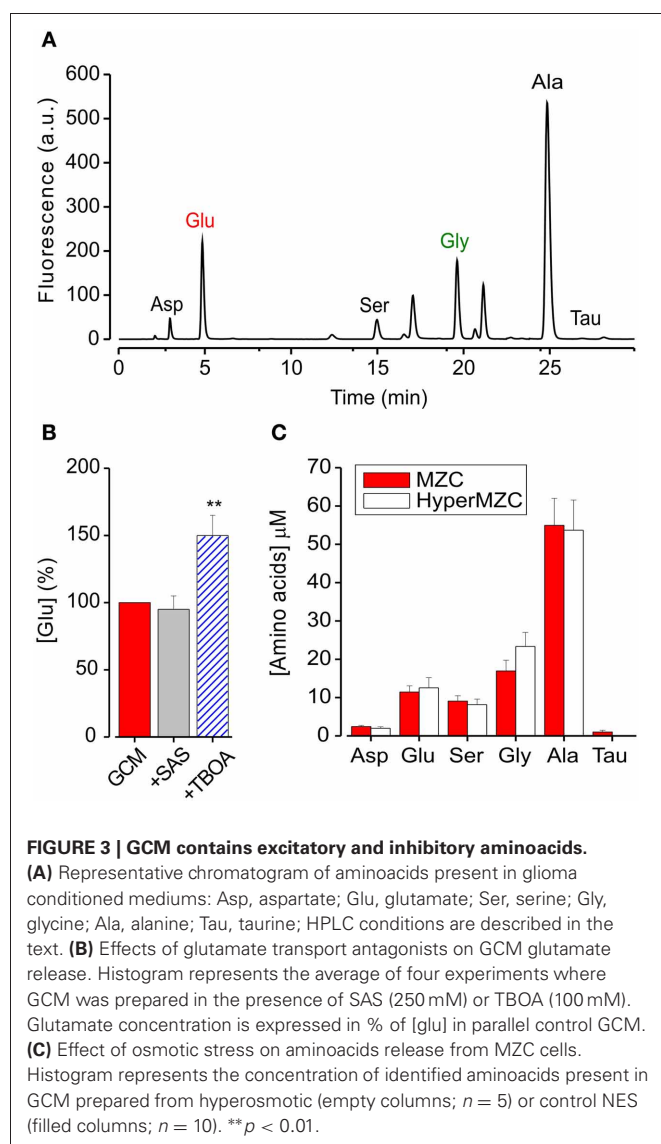 A
600
500
400
300
200
100
0
Fluorescence (a.u.)
Asp
Glu
Ser
Gly
Ala
Tau
0 5 10 15 20 25
Time (min)
B
200
150
100
50
0
[Glu] (%)
**
GCM
+SAS
+TBOA
C
70
60
50
40
30
20
10
0
[Amino acids] µM
MZC
HyperMZC
Asp Glu Ser Gly Ala Tau
FIGURE 3 | GCM contains excitatory and inhibitory aminoacids.
(A) Representative chromatogram of aminoacids present in glioma
conditioned mediums: Asp, aspartate; Glu, glutamate; Ser, serine; Gly,
glycine; Ala, alanine; Tau, taurine; HPLC conditions are described in the
text. (B) Effects of glutamate transport antagonists on GCM glutamate
release. Histogram represents the average of four experiments where
GCM was prepared in the presence of SAS (250 mM) or TBOA (100 mM).
Glutamate concentration is expressed in % of [glu] in parallel control GCM.
(C) Effect of osmotic stress on aminoacids release from MZC cells.
Histogram represents the concentration of identified aminoacids present in
GCM prepared from hyperosmotic (empty columns; n = 5) or control NES
(filled columns; n = 10). **p < 0.01.